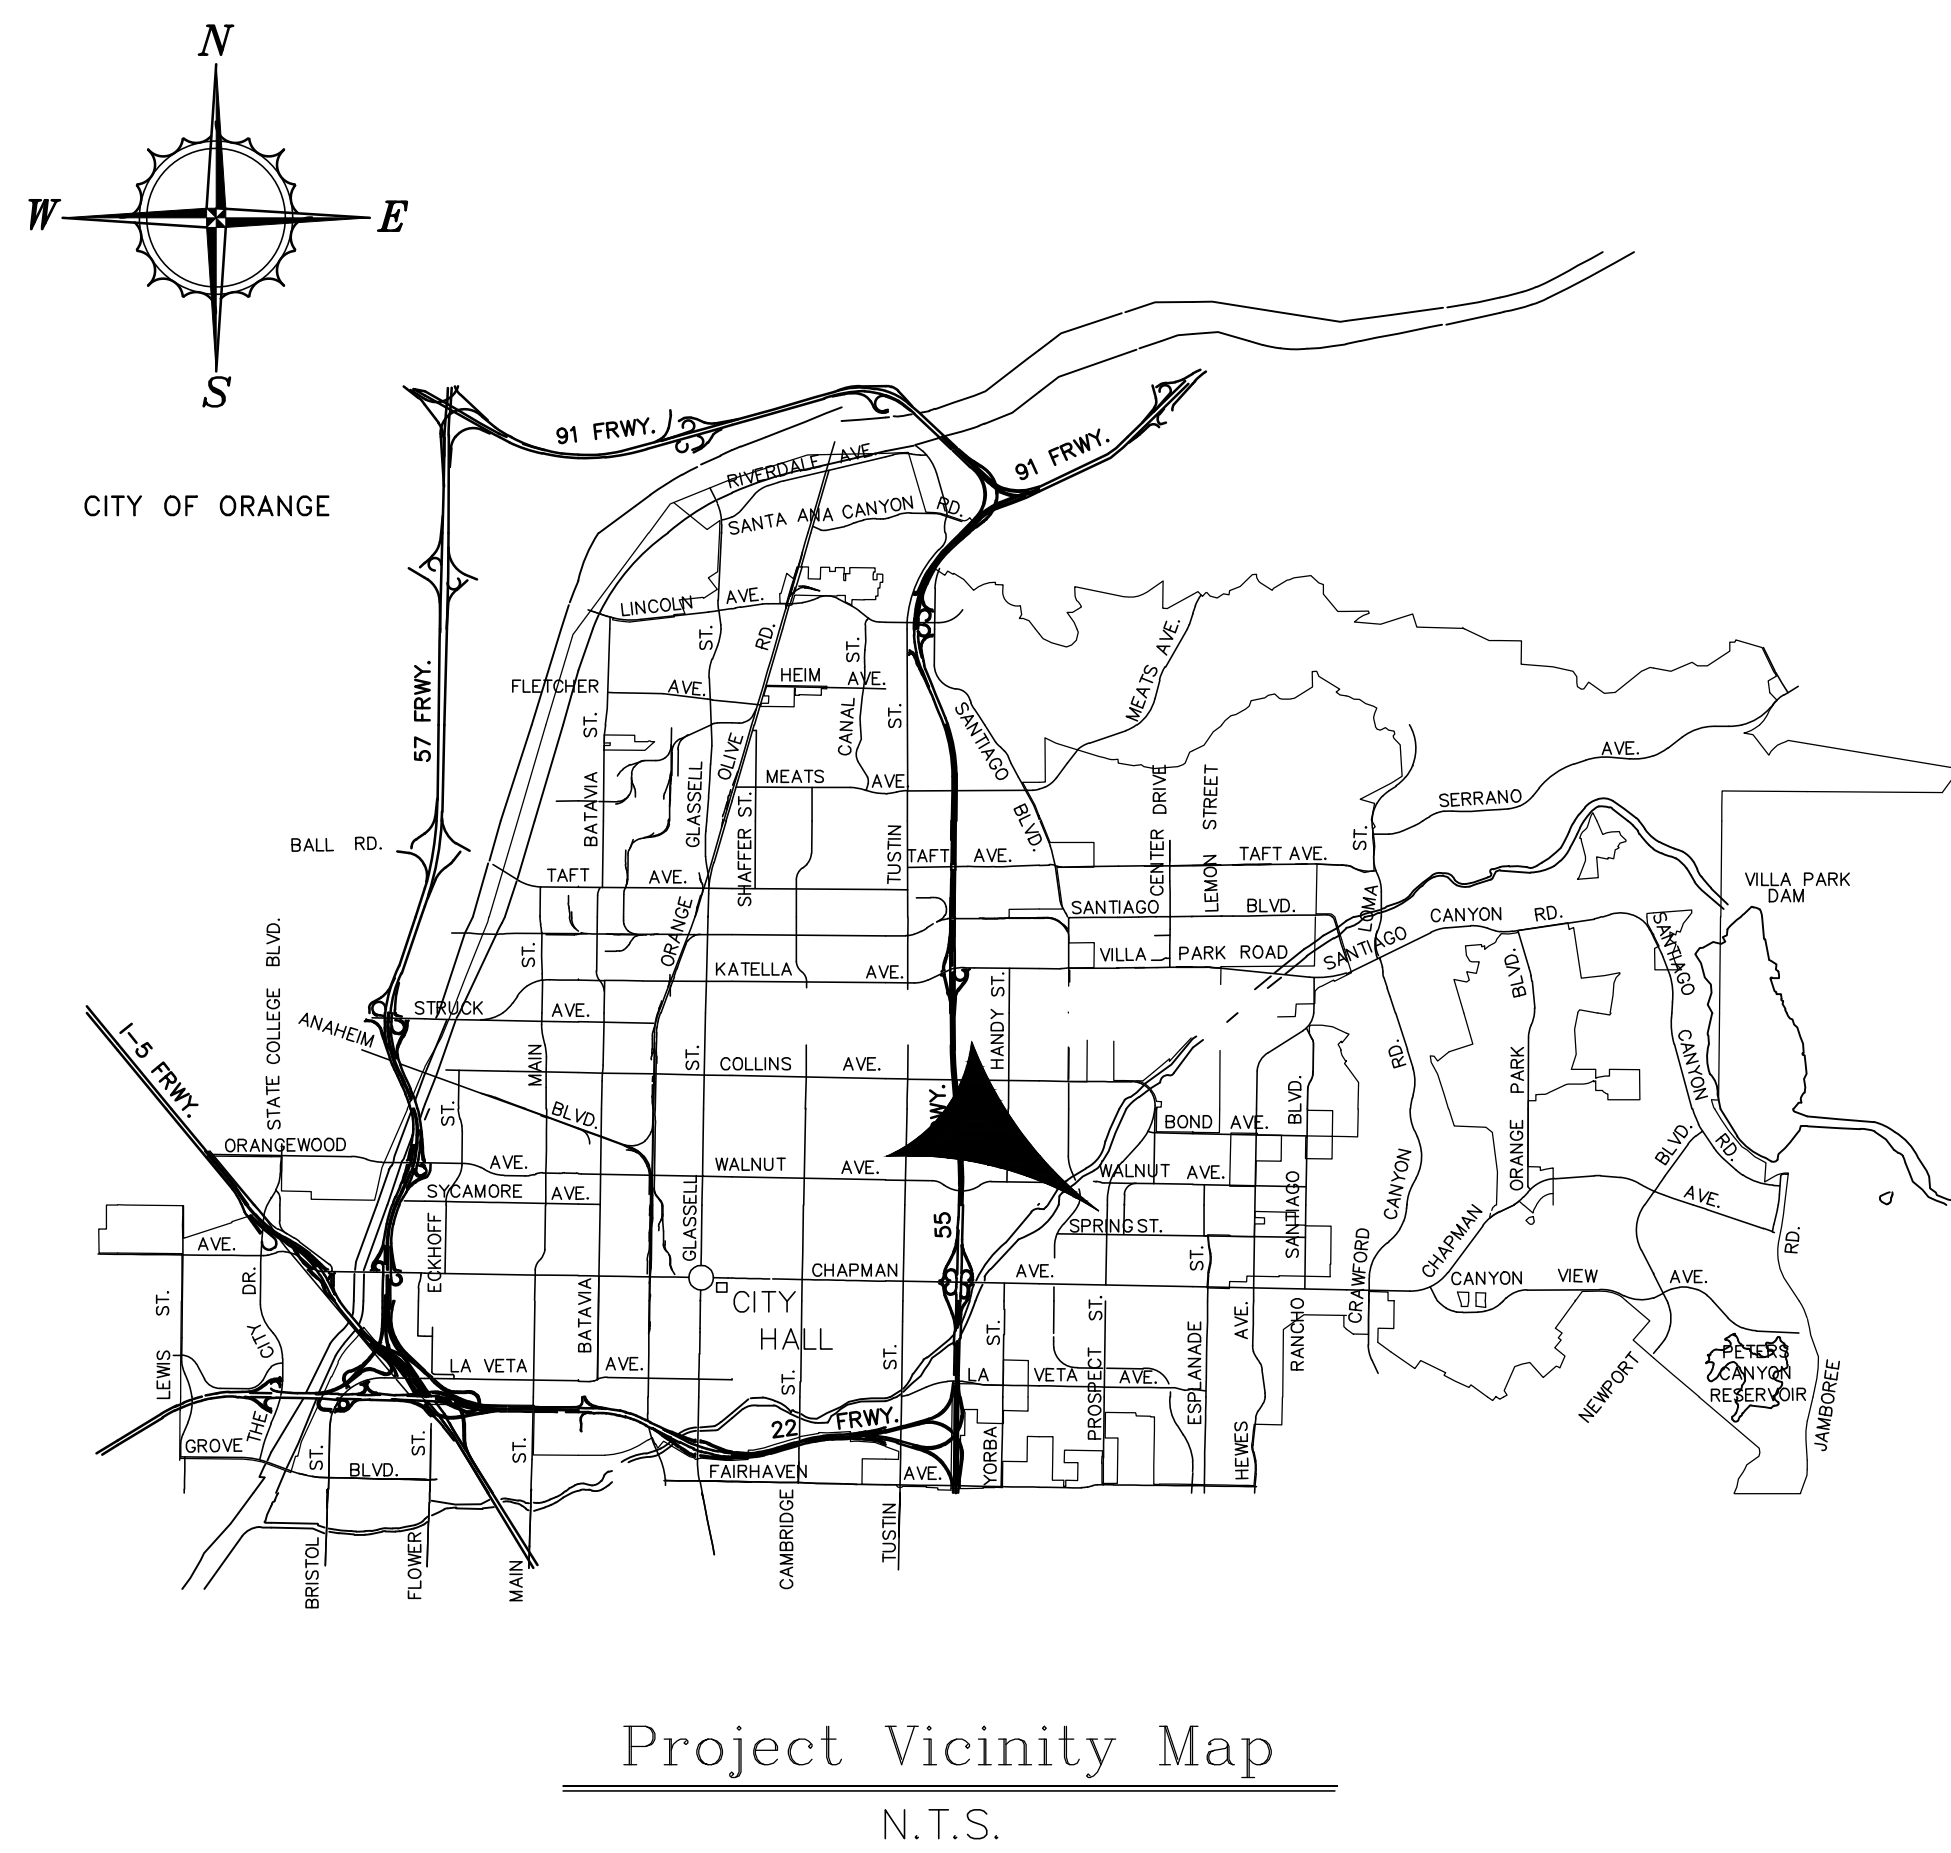 N
W
E
S
CITY OF ORANGE
91 FRWY.
91 FRWY.
RIVERDALE AVE.
SANTA ANA CANYON RD.
57 FRWY.
LINCOLN AVE.
ST.
RD.
ST.
MEATS AVE.
FLETCHER AVE.
HEIM AVE.
ST.
CANAL
ST.
SANTIAGO
BLVD.
OLIVE
MEATS AVE
AVE.
SERRANO
BATAVIA
GLASSELL
SHAFFER ST.
TUSTIN
CENTER DRIVE
LEMON STREET
ST.
BALL RD.
TAFT AVE.
TAFT AVE.
TAFT AVE.
VILLA PARK
DAM
LOMA
ORANGE
SANTIAGO BLVD.
SANTIAGO CANYON RD.
SANTIAGO
CANYON
RD.
STATE COLLEGE BLVD.
ST.
KATELLA AVE.
VILLA PARK ROAD
HANDY ST.
BLVD.
PARK
ORANGE
STRUCK AVE.
ANAHEIM
BLVD.
I-5 FRWY.
MAIN
ST.
COLLINS AVE.
RD.
CANYON
ST.
WY.
BLVD.
BOND AVE.
ORANGEWOOD
AVE.
WALNUT AVE.
WALNUT AVE.
BLVD.
SYCAMORE AVE.
SANTIAGO
AVE.
ECKHOFF
GLASSELL
55
SPRING ST.
ST.
CRAWFORD
CHAPMAN
RD.
AVE.
DR.
CHAPMAN AVE.
CANYON VIEW AVE.
ST.
BATAVIA
CITY
HALL
ST.
ST.
ST.
ESPLANADE
AVE.
RANCHO
LEWIS
CITY
THE
LA VETA AVE.
ST.
LA VETA AVE.
PROSPECT
NEWPORT
PETERS
CANYON
RESERVOIR
JAMBOREE
22 FRWY.
GROVE
BLVD.
ST.
ST.
ST.
FAIRHAVEN AVE.
YORBA
HEWES
BRISTOL
FLOWER
MAIN
CAMBRIDGE
TUSTIN
Project Vicinity Map
N.T.S.